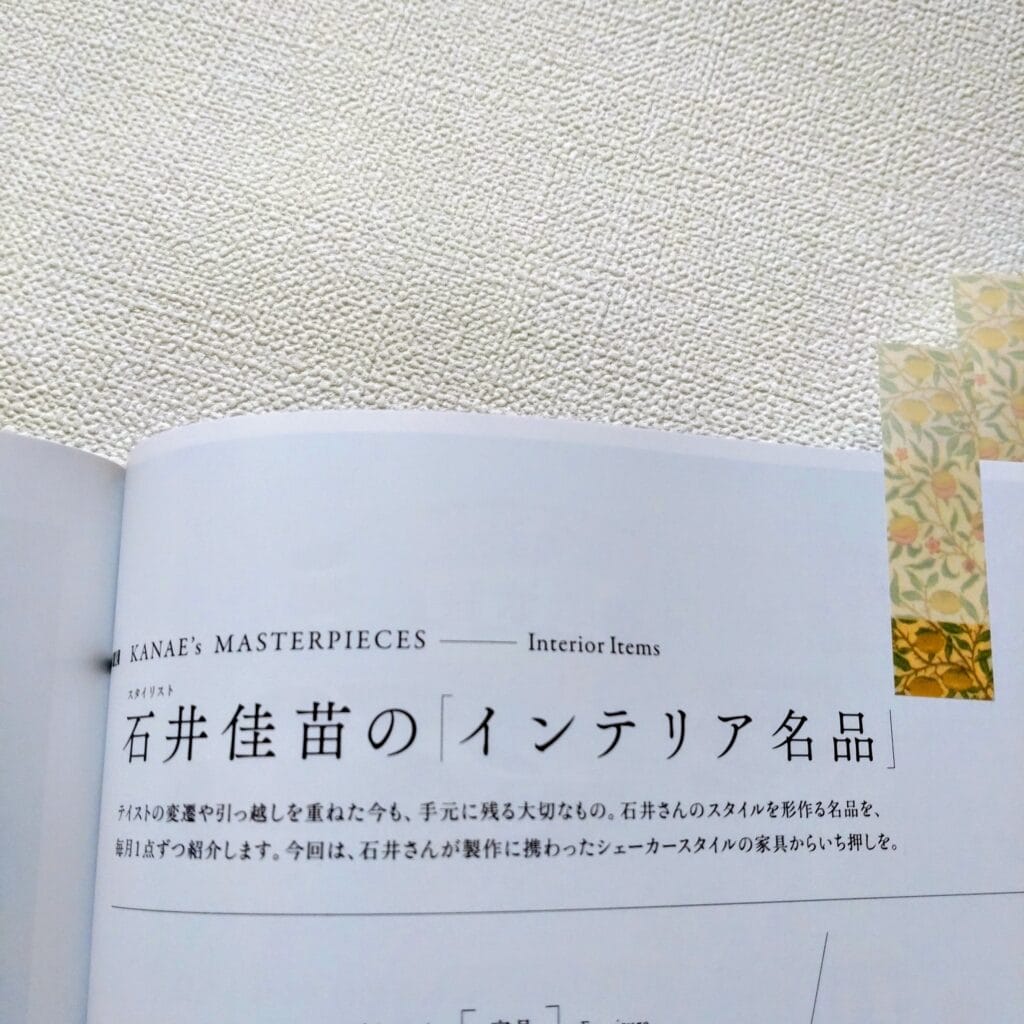 KANAE's MASTERPIECES —— Interior Items
スタイリスト
石井佳苗の「インテリア名品」
テイストの変遷や引っ越しを重ねた今も、手元に残る大切なもの。石井さんのスタイルを形作る名品を、
毎月1点ずつ紹介します。今回は、石井さんが製作に携わったシェーカースタイルの家具からいち押しを。